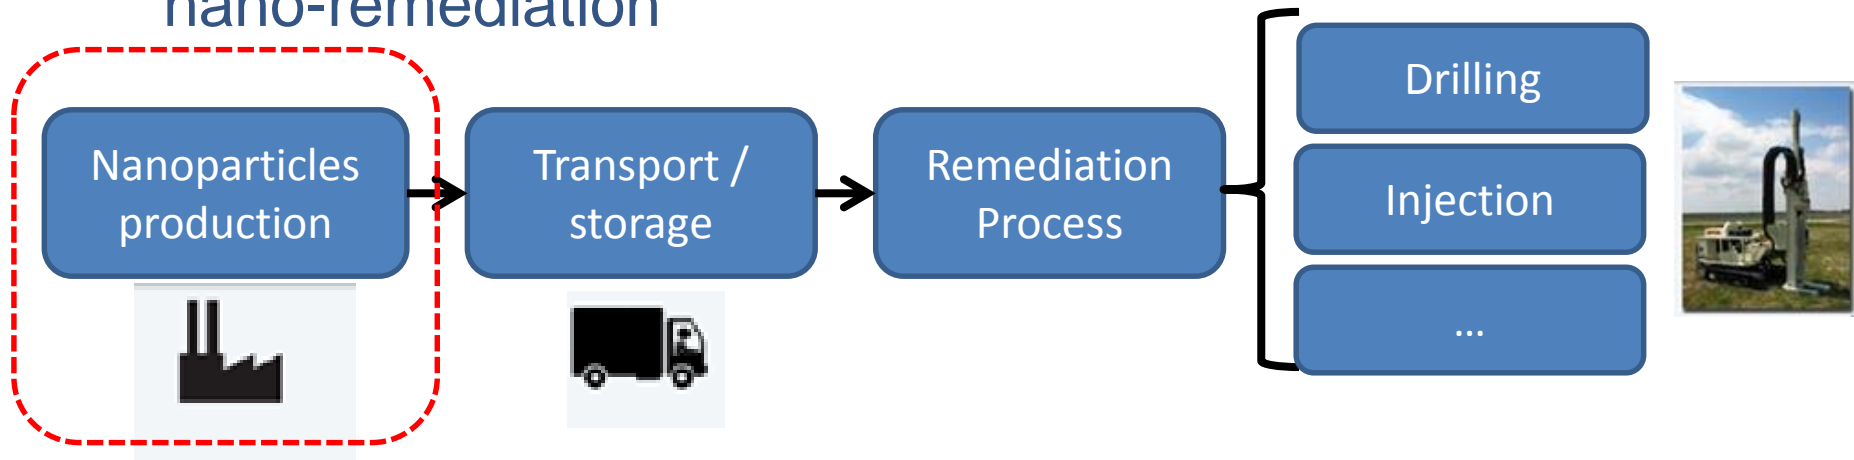 nano-remediation
Nanoparticles
production
Transport /
storage
Remediation
Process
Drilling
Injection
...